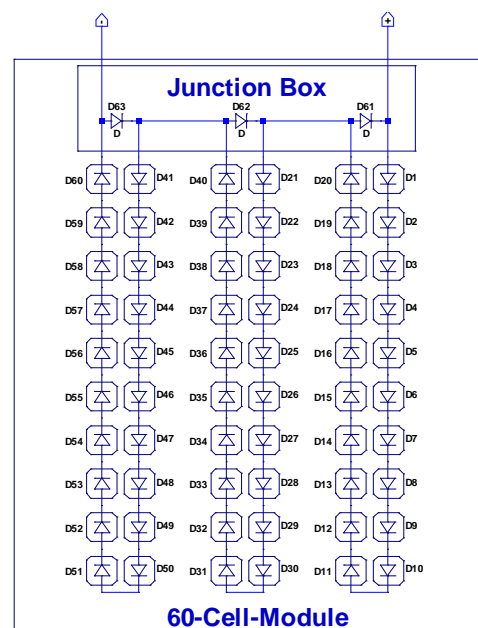 - +
Junction Box
D63 D62 D61
D D D
D60 D41 D40 D21 D20 D1
D59 D42 D39 D22 D19 D2
D58 D43 D38 D23 D18 D3
D57 D44 D37 D24 D17 D4
D56 D45 D36 D25 D16 D5
D55 D46 D35 D26 D15 D6
D54 D47 D34 D27 D14 D7
D53 D48 D33 D28 D13 D8
D52 D49 D32 D29 D12 D9
D51 D50 D31 D30 D11 D10
60-Cell-Module